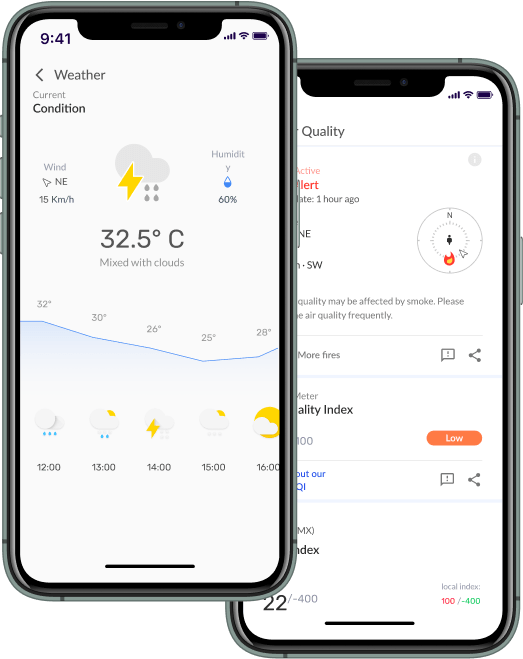 9:41
Weather
Current
Condition
Wind
NE
15 Km/h
Humidit
y
60%
32.5° C
Mixed with clouds
32°
30°
26°
25°
28°
12:00
13:00
14:00
15:00
16:00
r Quality
Active
lert
ate: 1 hour ago
NE
· SW
N
quality may be affected by smoke. Please
e air quality frequently.
More fires
Meter
ality Index
100
Low
out our
QI
MX)
ndex
22/-400
local index:
100 /-400